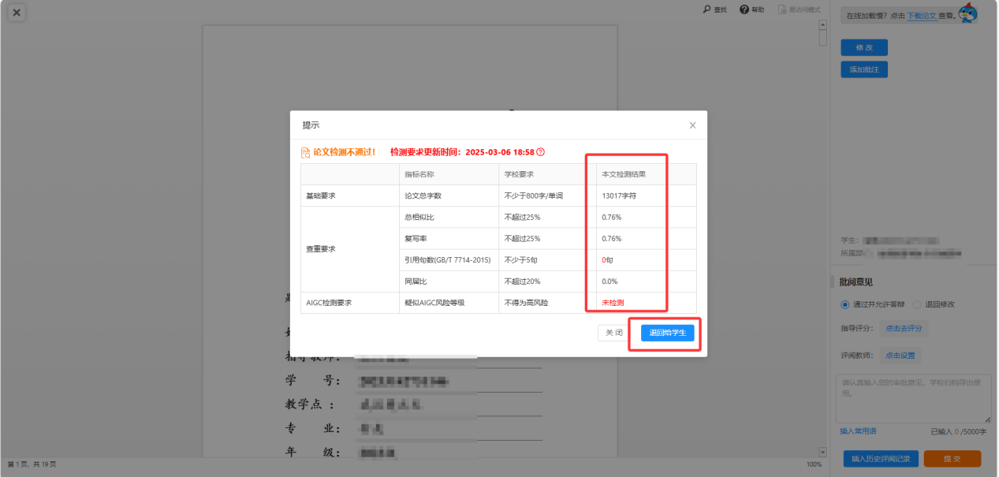 查找 帮助 易访问模式
在线加载慢？点击 下载论文 查看。
修 改
添加批注
提示
论文检测不通过！ 检测要求更新时间：2025-03-06 18:58
指标名称 学校要求 本文检测结果
基础要求 论文总字数 不少于800字/单词 13017字符
总相似比 不超过25% 0.76%
查重要求 复写率 不超过25% 0.76%
引用句数(GB/T 7714-2015) 不少于5句 0句
同届比 不超过20% 0.0%
AIGC检测要求 疑似AIGC风险等级 不得为高风险 未检测
关 闭 退回给学生
指导教师：
学 号：
教学点：
专 业：
年 级：
学生：
所属部
批阅意见
通过并允许答辩 退回修改
指导评分： 点击去评分
评阅教师： 点击设置
请认真输入您的审批意见，学校归档导出使
用。
插入常用语 已输入 0 /5000字
插入历史评阅记录 提 交
第 1 页，共 19 页 100%